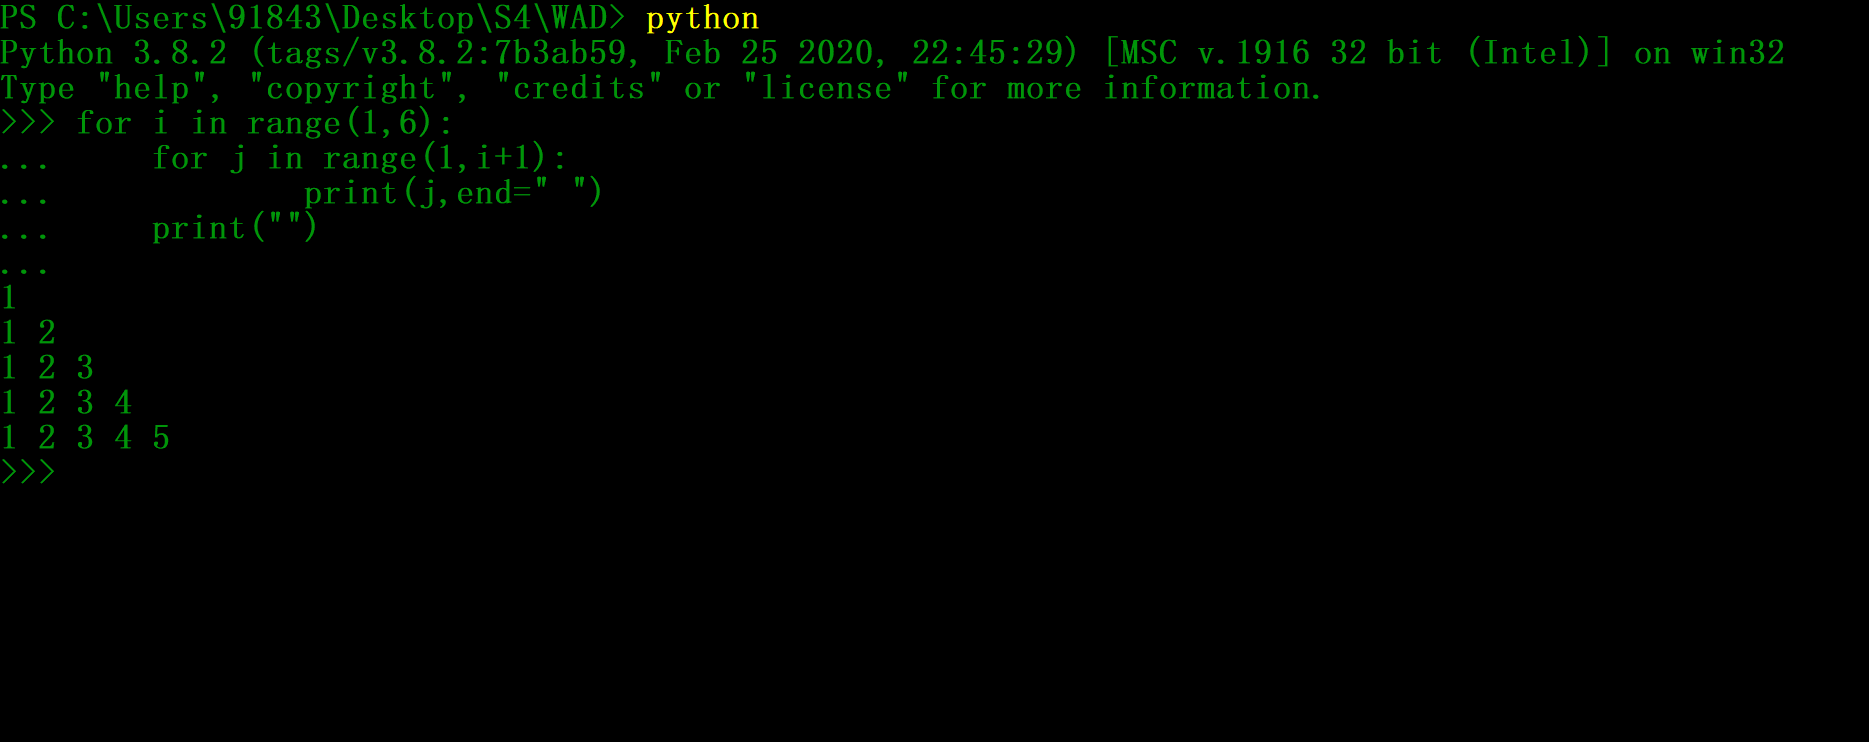 PS C:\Users\91843\Desktop\S4\WAD> python
Python 3.8.2 (tags/v3.8.2:7b3ab59, Feb 25 2020, 22:45:29) [MSC v.1916 32 bit (Intel)] on win32
Type "help", "copyright", "credits" or "license" for more information.
>>> for i in range(1,6):
...     for j in range(1,i+1):
...             print(j,end=" ")
...     print("")
...
1
1 2
1 2 3
1 2 3 4
1 2 3 4 5
>>>